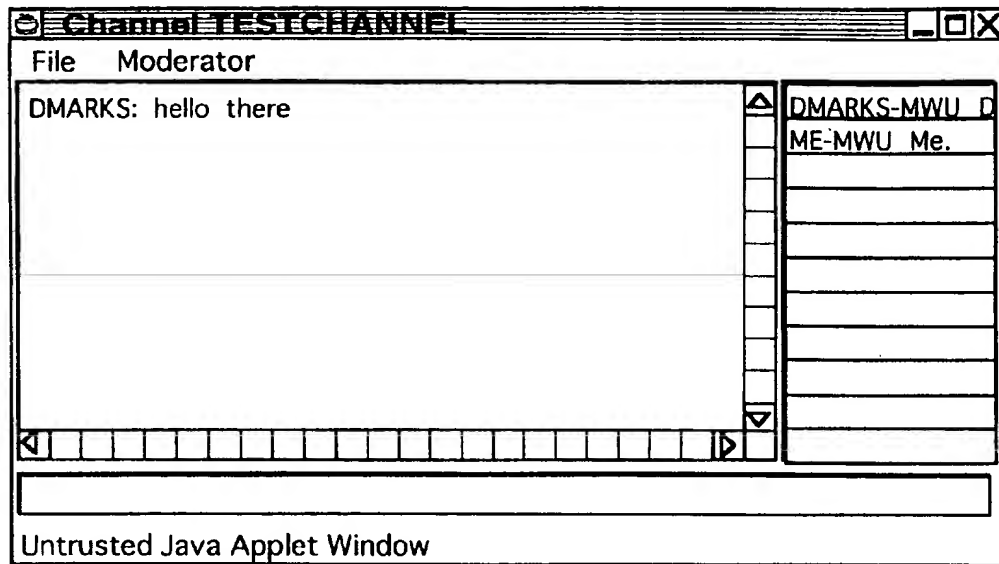 Channel TESTCHANNEL
File Moderator
DMARKS: hello there
DMARKS-MWU D
ME-MWU Me.
Untrusted Java Applet Window